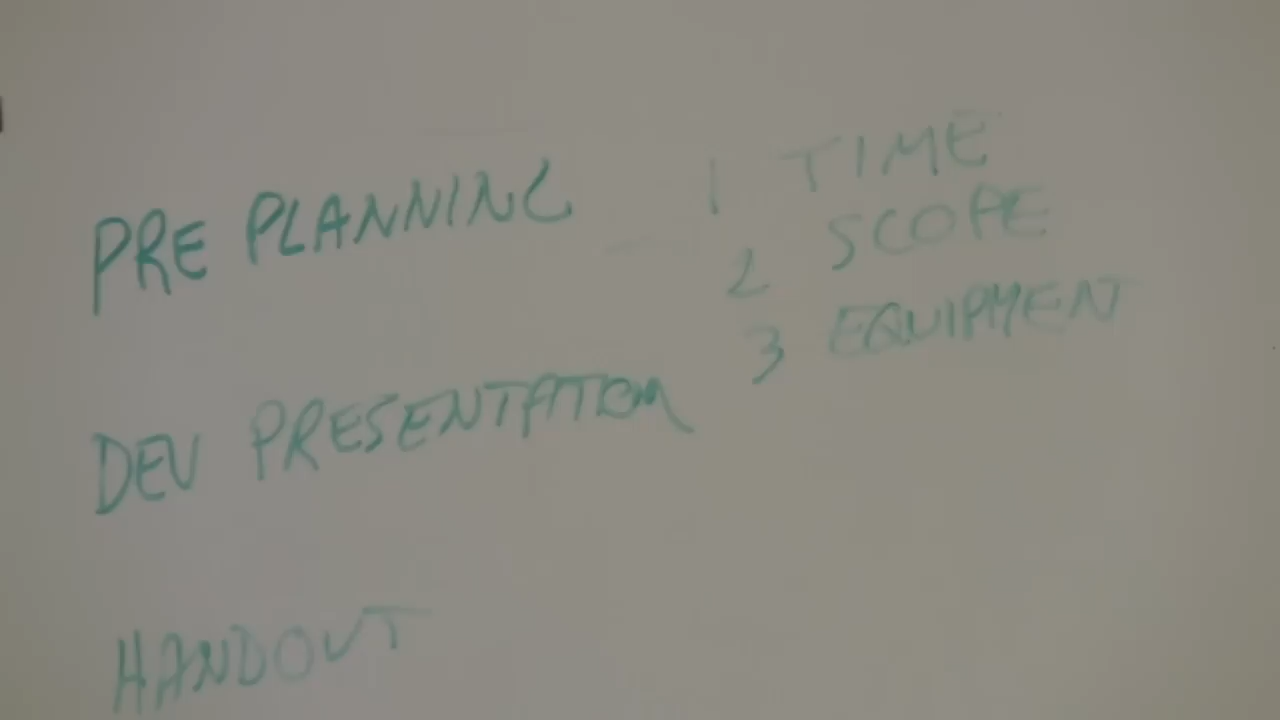 PRE PLANNING
1 TIME
2 SCOPE
3 EQUIPMENT
DEV PRESENTATION
HANDOUT